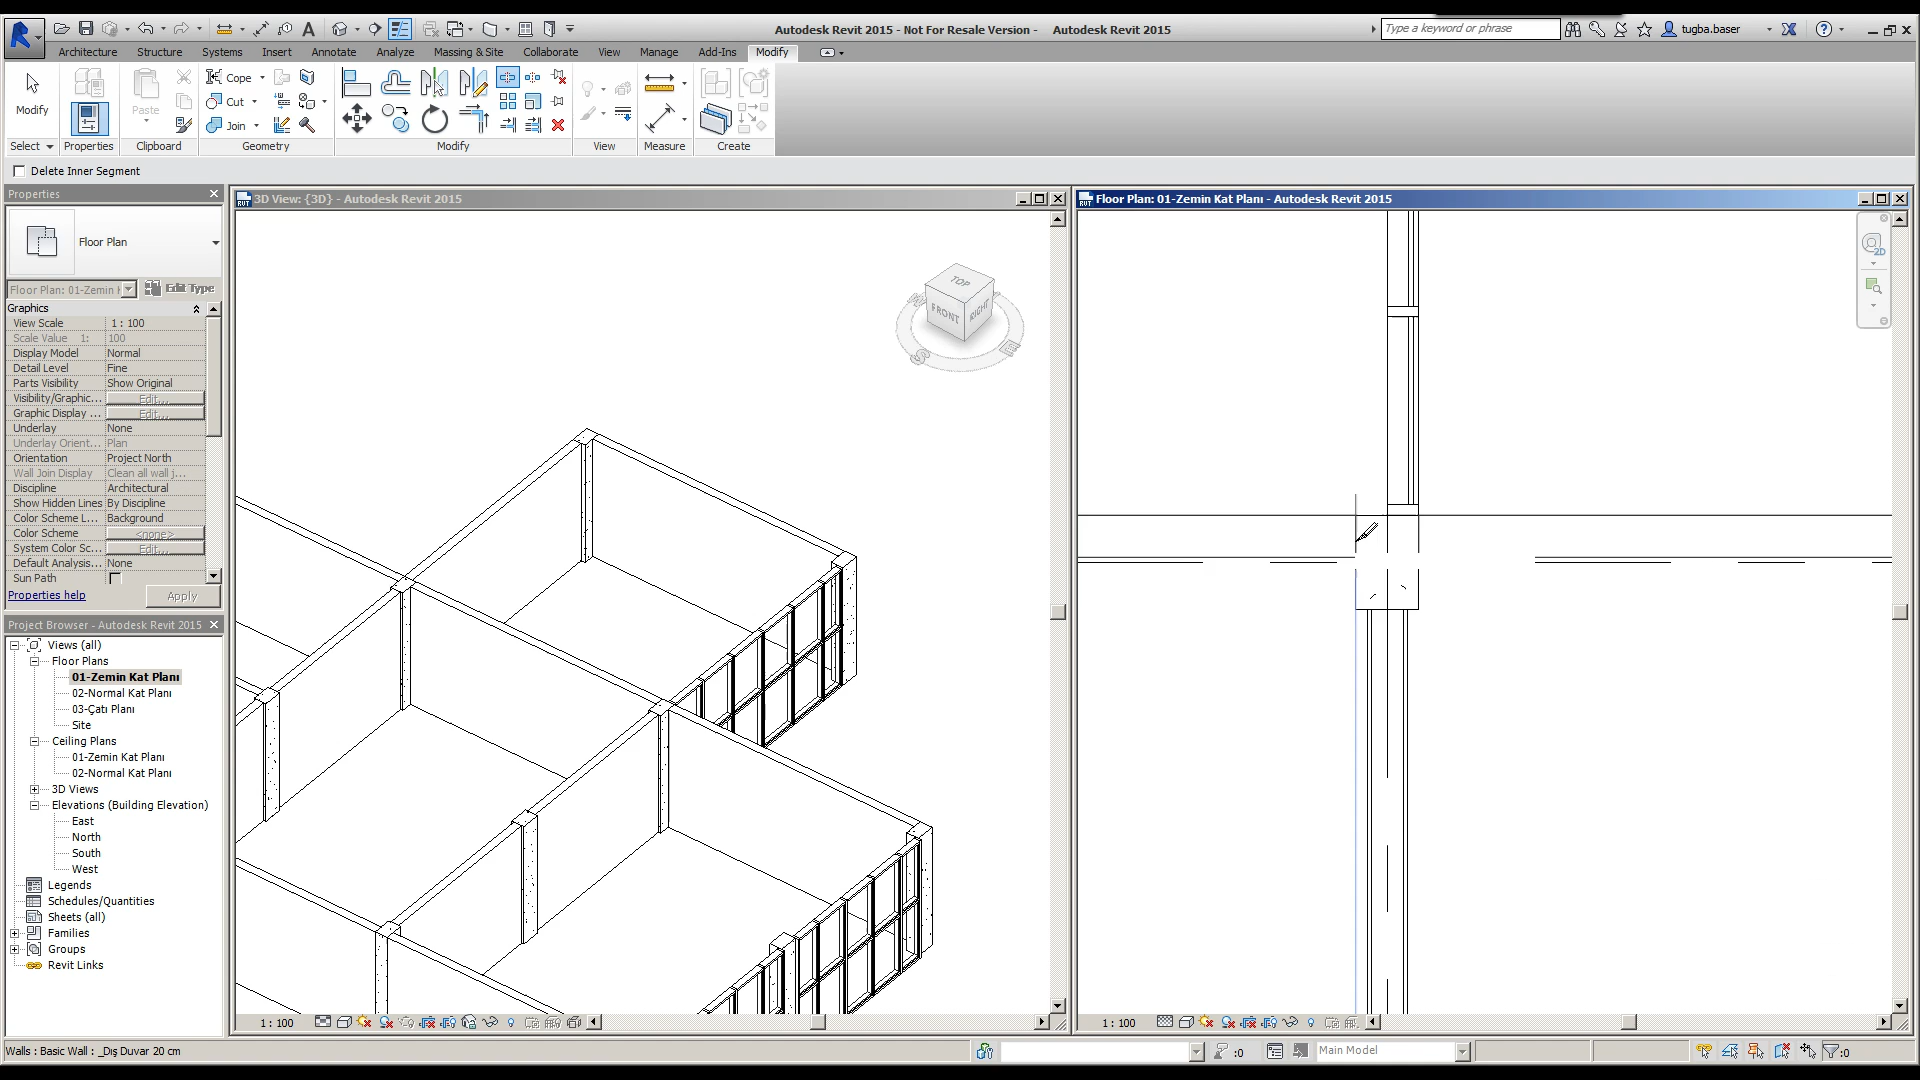 Autodesk Revit 2015 - Not For Resale Version - Autodesk Revit 2015
Type a keyword or phrase
tugba.baser
Architecture Structure Systems Insert Annotate Analyze Massing & Site Collaborate View Manage Add-Ins Modify
Modify
Paste
Cope
Cut
Join
Select Properties Clipboard Geometry Modify View Measure Create
Delete Inner Segment
Properties
Floor Plan
Floor Plan: 01-Zemin K
Edit Type
Graphics
View Scale 1 : 100
Scale Value 1: 100
Display Model Normal
Detail Level Fine
Parts Visibility Show Original
Visibility/Graphic... Edit...
Graphic Display ... Edit...
Underlay None
Underlay Orient... Plan
Orientation Project North
Wall Join Display Clean all wall j...
Discipline Architectural
Show Hidden Lines By Discipline
Color Scheme L... Background
Color Scheme <none>
System Color Sc... Edit...
Default Analysis... None
Sun Path
Properties help
Apply
Project Browser - Autodesk Revit 2015
Views (all)
Floor Plans
01-Zemin Kat Planı
02-Normal Kat Planı
03-Çatı Planı
Site
Ceiling Plans
01-Zemin Kat Planı
02-Normal Kat Planı
3D Views
Elevations (Building Elevation)
East
North
South
West
Legends
Schedules/Quantities
Sheets (all)
Families
Groups
Revit Links
3D View: {3D} - Autodesk Revit 2015
TOP
FRONT
RIGHT
S
E
1 : 100
Floor Plan: 01-Zemin Kat Planı - Autodesk Revit 2015
2D
1 : 100
Walls : Basic Wall : _Dış Duvar 20 cm
:0
Main Model
:0